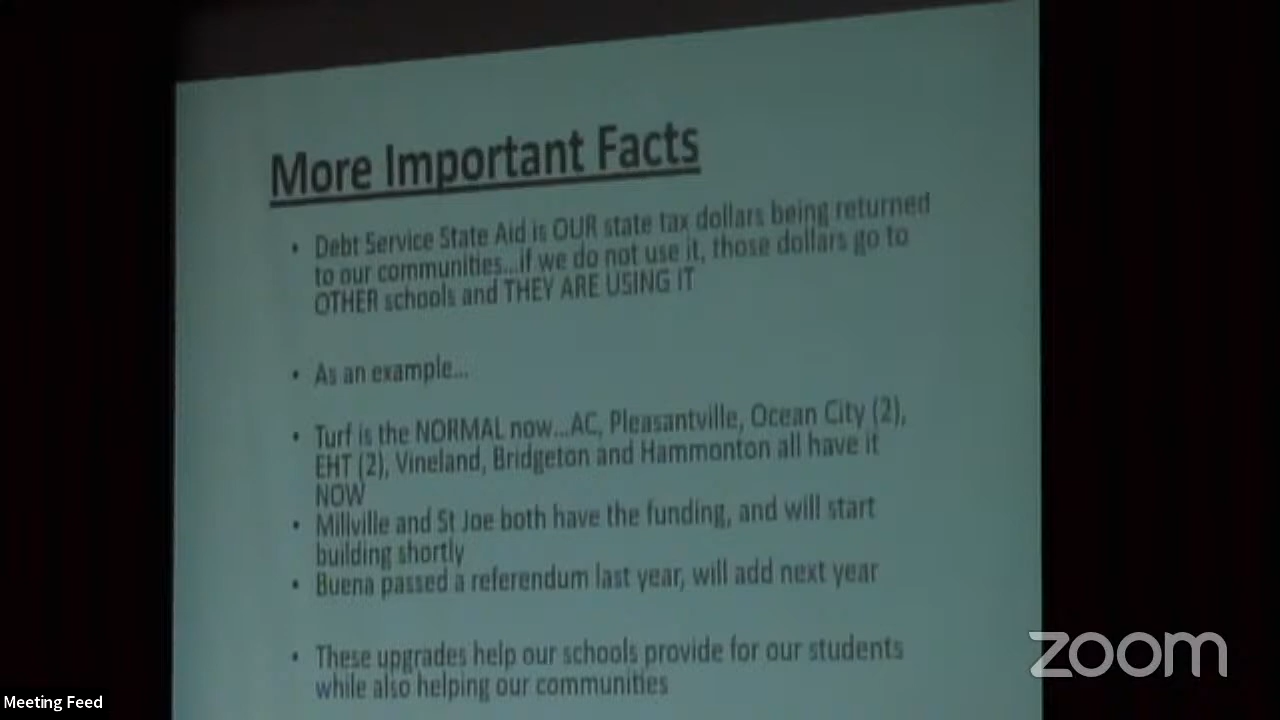 More Important Facts
• Debt Service State Aid is OUR state tax dollars being returned
to our communities...if we do not use it, those dollars go to
OTHER schools and THEY ARE USING IT
• As an example...
• Turf is the NORMAL now...AC, Pleasantville, Ocean City (2),
EHT (2), Vineland, Bridgeton and Hammonton all have it
NOW
• Millville and St Joe both have the funding, and will start
building shortly
• Buena passed a referendum last year, will add next year
• These upgrades help our schools provide for our students
while also helping our communities
zoom
Meeting Feed